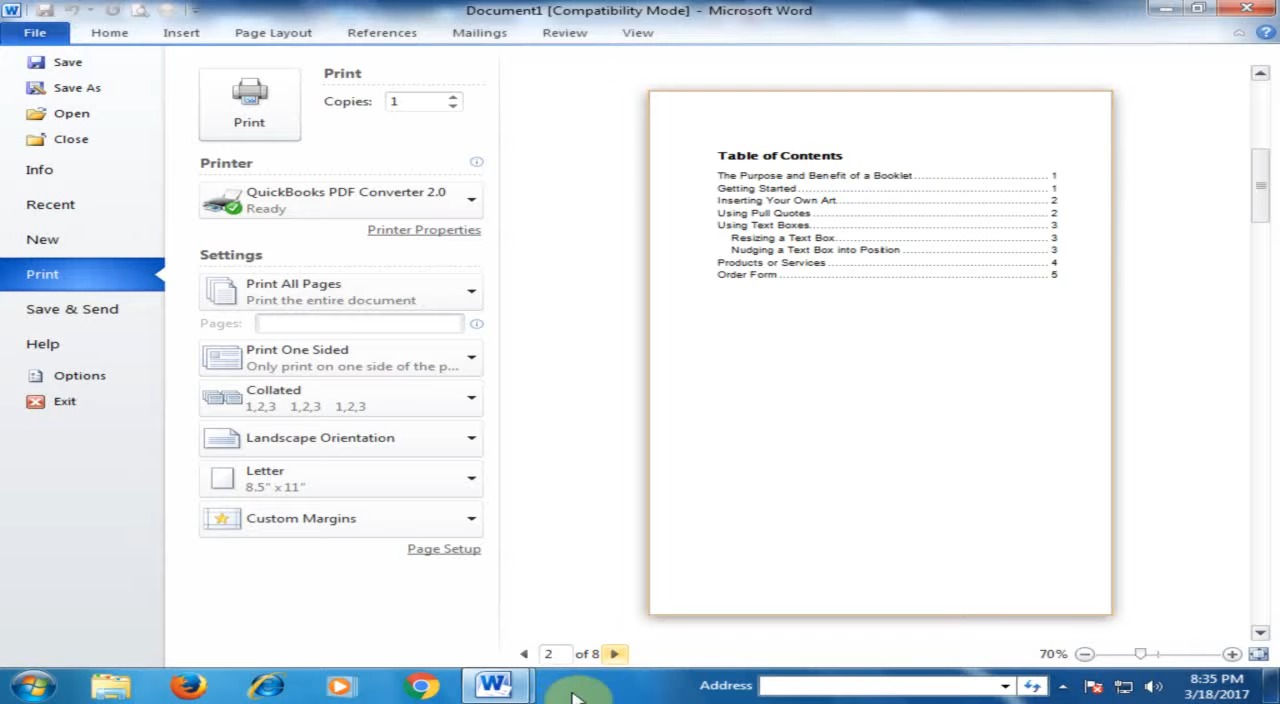 Document1 [Compatibility Mode] - Microsoft Word
File Home Insert Page Layout References Mailings Review View
Save
Save As
Open
Close
Info
Recent
New
Print
Save & Send
Help
Options
Exit
Print
Print
Copies: 1
Printer
QuickBooks PDF Converter 2.0
Ready
Printer Properties
Settings
Print All Pages
Print the entire document
Pages:
Print One Sided
Only print on one side of the p...
Collated
1,2,3 1,2,3 1,2,3
Landscape Orientation
Letter
8.5" x 11"
Custom Margins
Page Setup
Table of Contents
The Purpose and Benefit of a Booklet 1
Getting Started 1
Inserting Your Own Art 2
Using Pull Quotes 2
Using Text Boxes 3
Resizing a Text Box 3
Nudging a Text Box into Position 3
Products or Services 4
Order Form 5
2 of 8
70%
Address
8:35 PM
3/18/2017